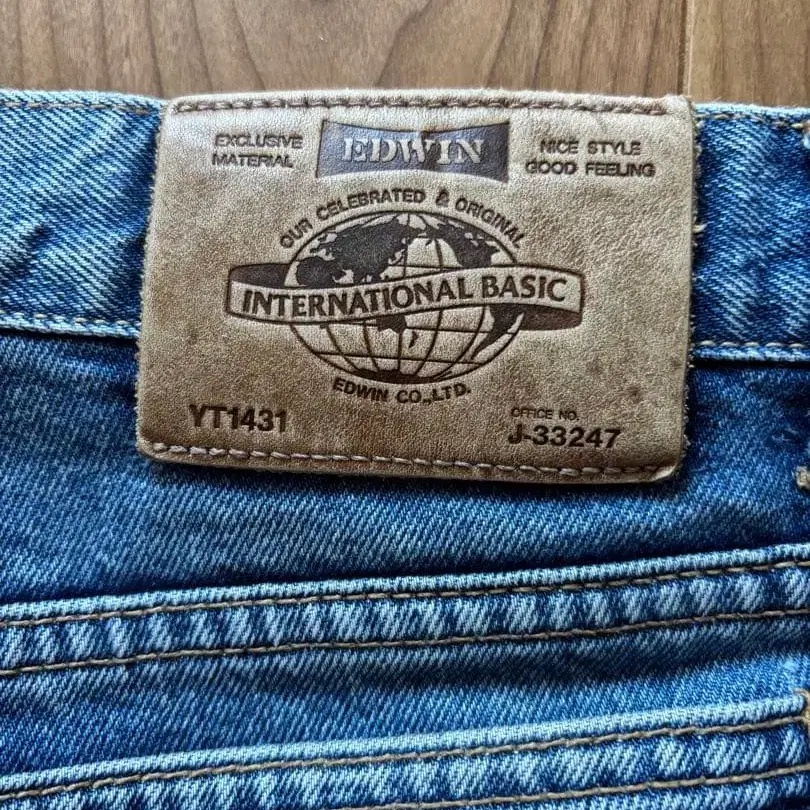 EXCLUSIVE
MATERIAL
EDWIN
NICE STYLE
GOOD FEELING
OUR CELEBRATED & ORIGINAL
INTERNATIONAL BASIC
EDWIN CO.,LTD.
YT1431
OFFICE NO.
J-33247